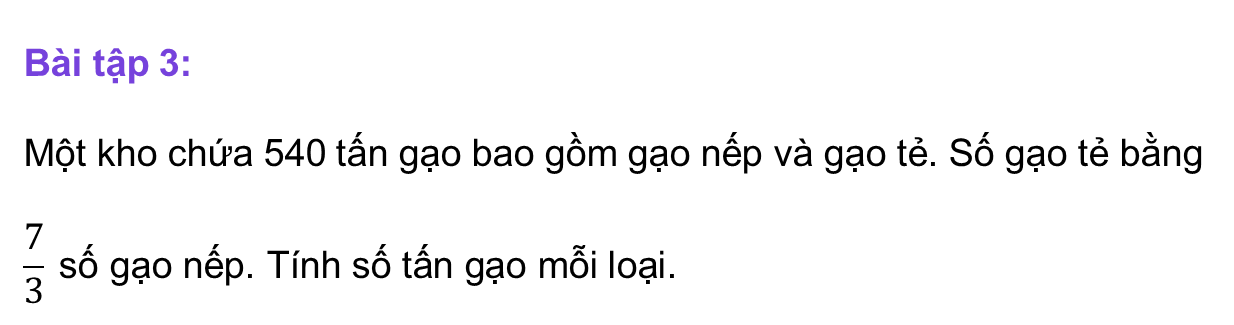 Bài tập 3:
Một kho chứa 540 tấn gạo bao gồm gạo nếp và gạo tẻ. Số gạo tẻ bằng
7/3 số gạo nếp. Tính số tấn gạo mỗi loại.